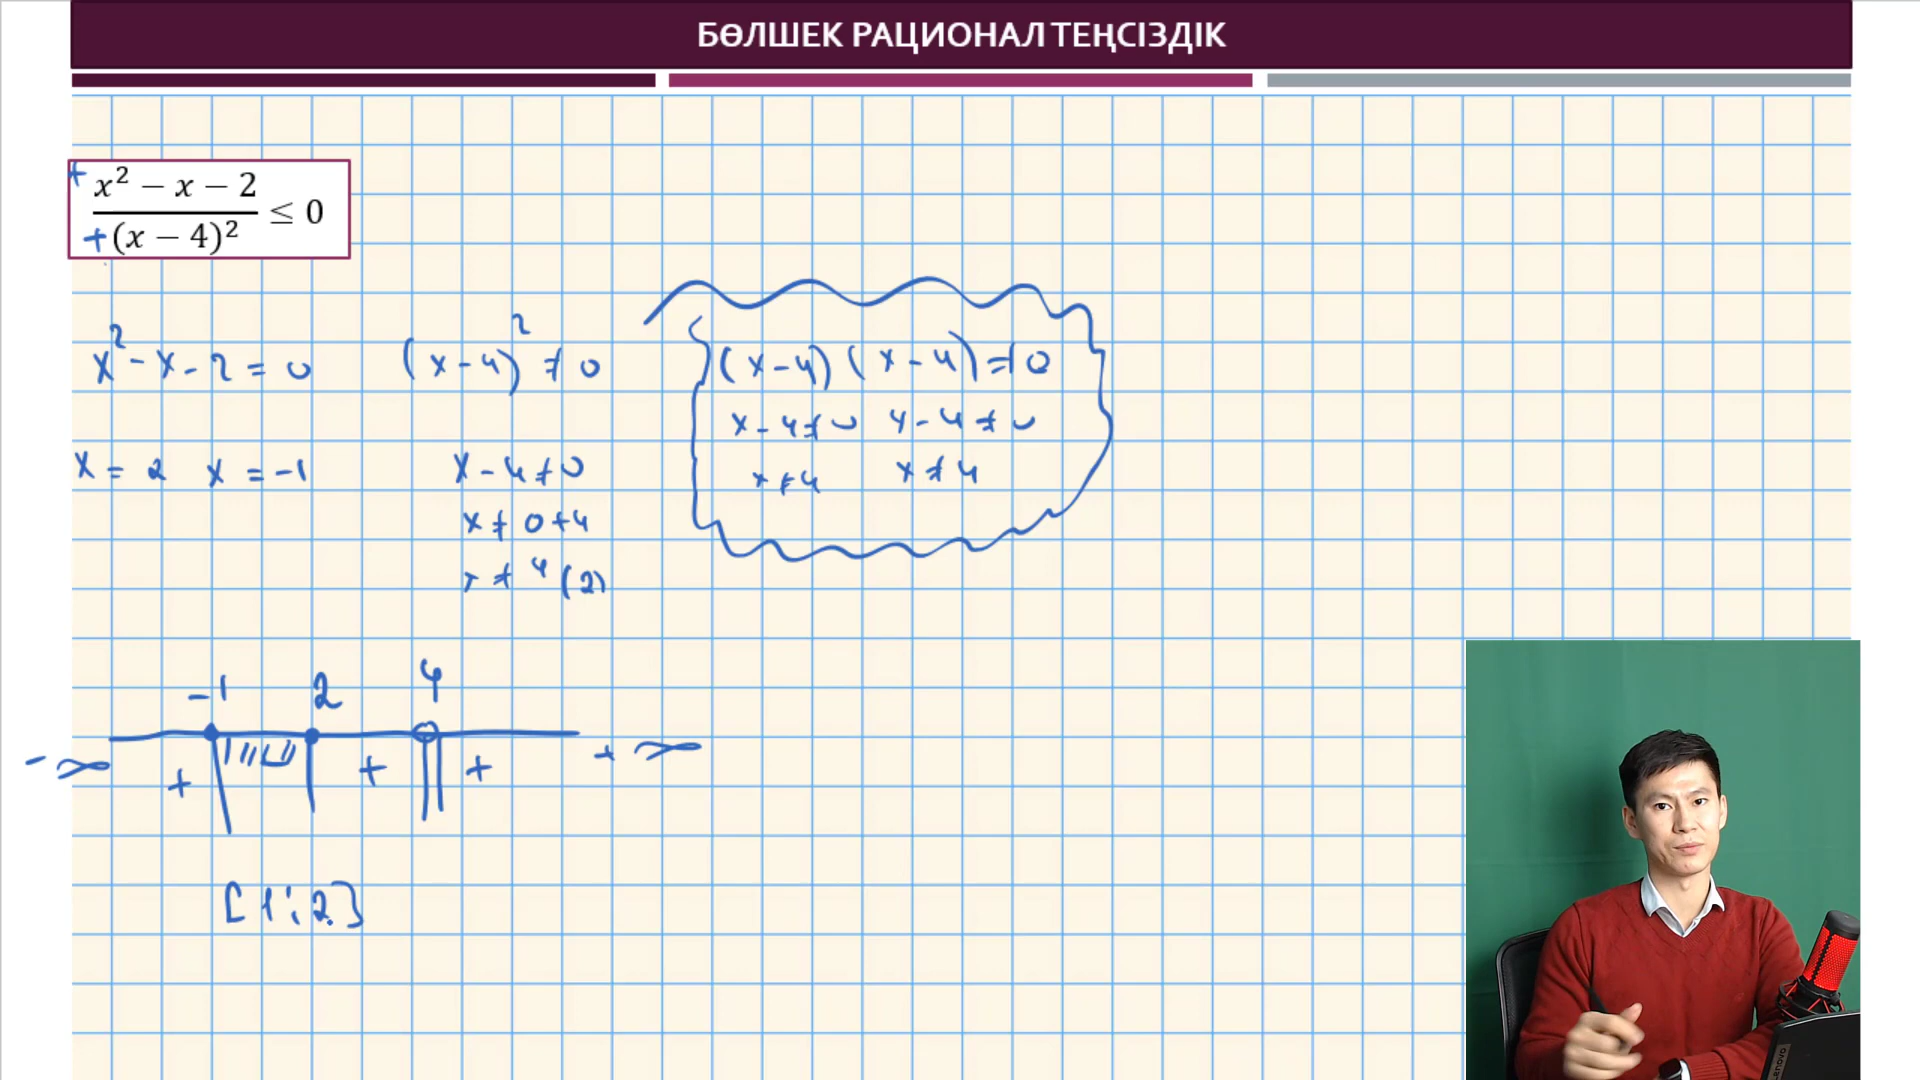 БӨЛШЕК РАЦИОНАЛ ТЕҢСІЗДІК
+ x² − x − 2
≤ 0
+ (x − 4)²
x² - x - 2 = 0
(x - 4)² ≠ 0
(x - 4)(x - 4) ≠ 0
x - 4 ≠ 0 x - 4 ≠ 0
x ≠ 4 x ≠ 4
x = 2 x = -1
x - 4 ≠ 0
x ≠ 0 + 4
x ≠ 4 (2)
-1 2 4
-∞ + + + +∞
[1; 2]
Lenovo